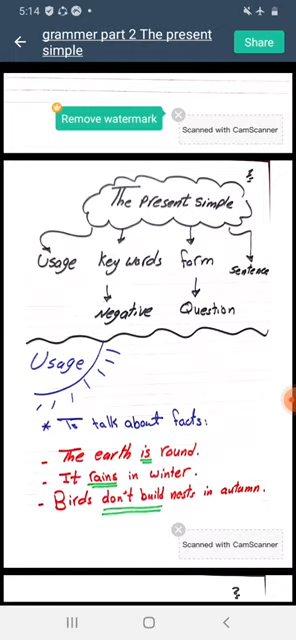 5:14
grammer part 2 The present
simple
Share
Remove watermark
Scanned with CamScanner
The present simple
Usage Key words form Sentence
Negative Question
Usage
* To talk about facts:
- The earth is round.
- It rains in winter.
- Birds don't build nests in autumn.
Scanned with CamScanner